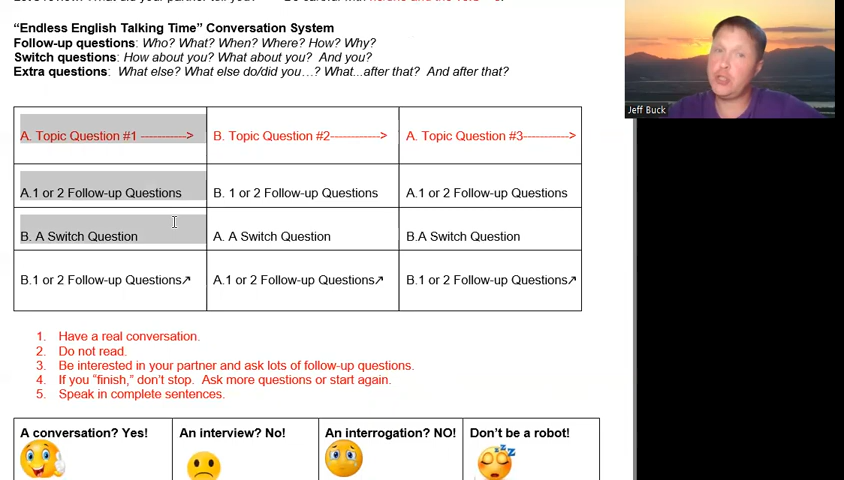 “Endless English Talking Time” Conversation System
Follow-up questions: Who? What? When? Where? How? Why?
Switch questions: How about you? What about you? And you?
Extra questions: What else? What else do/did you…? What...after that? And after that?
Jeff Buck
A. Topic Question #1 ----------->
B. Topic Question #2------------>
A. Topic Question #3----------->
A.1 or 2 Follow-up Questions
B. 1 or 2 Follow-up Questions
A.1 or 2 Follow-up Questions
B. A Switch Question
A. A Switch Question
B.A Switch Question
B.1 or 2 Follow-up Questions↗
A.1 or 2 Follow-up Questions↗
B.1 or 2 Follow-up Questions↗
1. Have a real conversation.
2. Do not read.
3. Be interested in your partner and ask lots of follow-up questions.
4. If you “finish,” don’t stop. Ask more questions or start again.
5. Speak in complete sentences.
A conversation? Yes!
An interview? No!
An interrogation? NO!
Don’t be a robot!